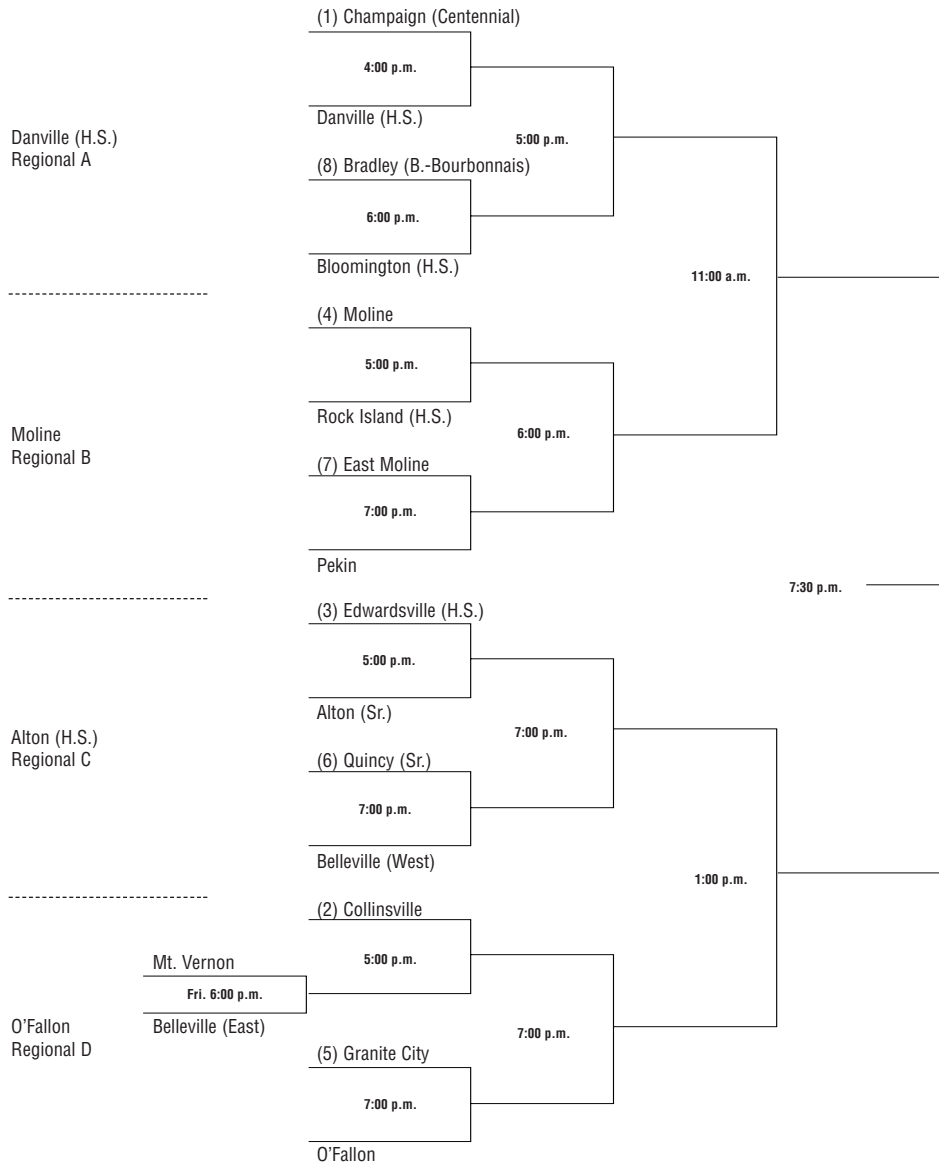 (1) Champaign (Centennial)
4:00 p.m.
Danville (H.S.)
Danville (H.S.)
Regional A
5:00 p.m.
(8) Bradley (B.-Bourbonnais)
6:00 p.m.
Bloomington (H.S.)
11:00 a.m.
(4) Moline
5:00 p.m.
Rock Island (H.S.)
Moline
Regional B
6:00 p.m.
(7) East Moline
7:00 p.m.
Pekin
7:30 p.m.
(3) Edwardsville (H.S.)
5:00 p.m.
Alton (Sr.)
Alton (H.S.)
Regional C
7:00 p.m.
(6) Quincy (Sr.)
7:00 p.m.
Belleville (West)
1:00 p.m.
(2) Collinsville
5:00 p.m.
Mt. Vernon
Fri. 6:00 p.m.
Belleville (East)
O'Fallon
Regional D
7:00 p.m.
(5) Granite City
7:00 p.m.
O'Fallon